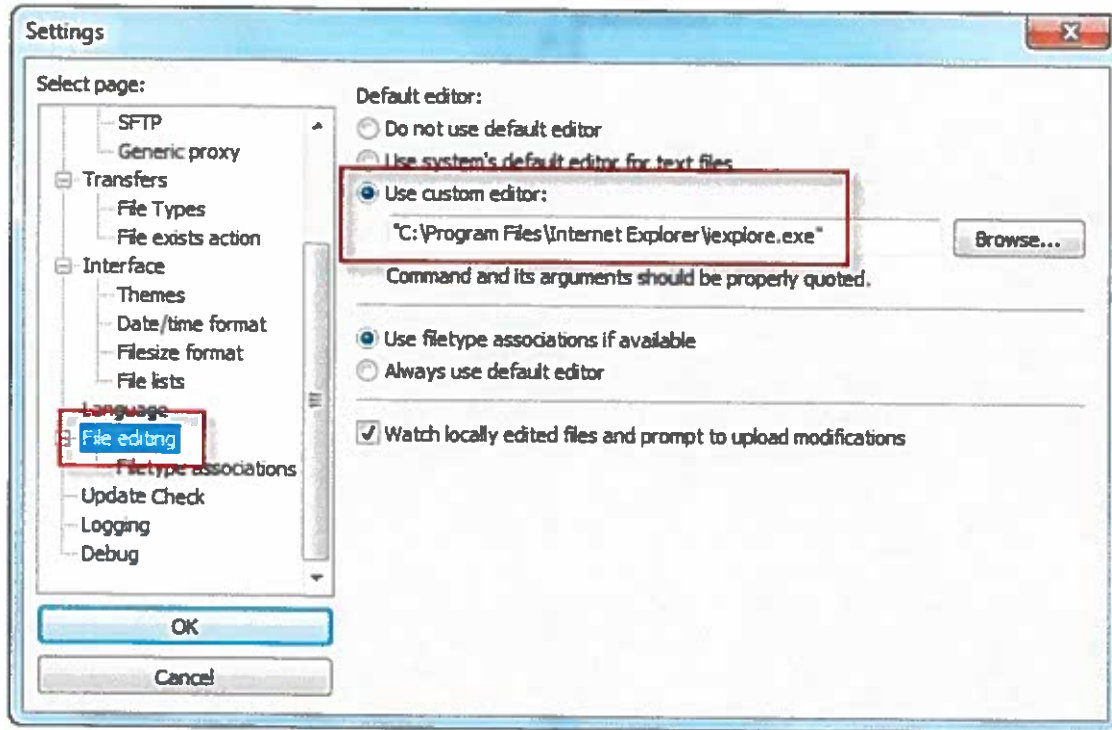 Settings
Select page:
SFTP
Generic proxy
Transfers
File Types
File exists action
Interface
Themes
Date/time format
Filesize format
File lists
Language
File editing
Filetype associations
Update Check
Logging
Debug
OK
Cancel
Default editor:
Do not use default editor
Use system's default editor for text files
Use custom editor:
"C:\Program Files\Internet Explorer\iexplore.exe"
Browse...
Command and its arguments should be properly quoted.
Use filetype associations if available
Always use default editor
Watch locally edited files and prompt to upload modifications